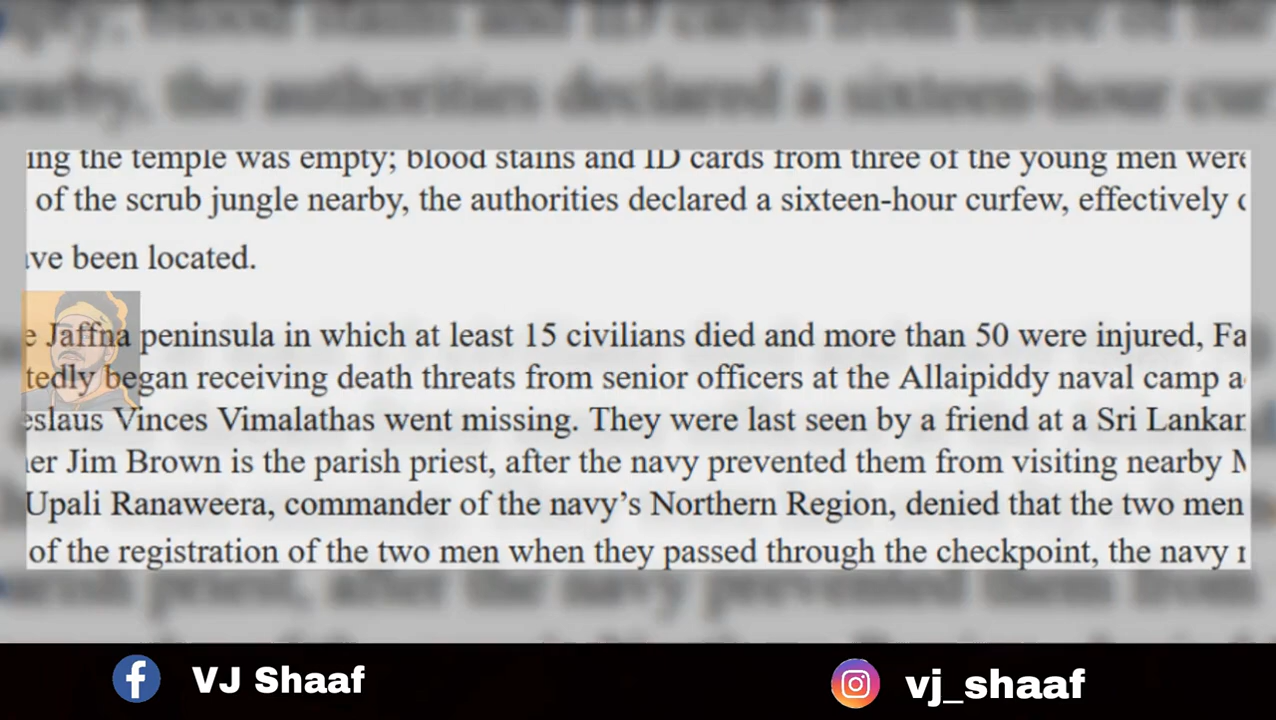 ing the temple was empty; blood stains and ID cards from three of the young men were
of the scrub jungle nearby, the authorities declared a sixteen-hour curfew, effectively
ve been located.
e Jaffna peninsula in which at least 15 civilians died and more than 50 were injured, Fa
tedly began receiving death threats from senior officers at the Allaipiddy naval camp a
eslaus Vinces Vimalathas went missing. They were last seen by a friend at a Sri Lankan
er Jim Brown is the parish priest, after the navy prevented them from visiting nearby M
Upali Ranaweera, commander of the navy's Northern Region, denied that the two men
of the registration of the two men when they passed through the checkpoint, the navy
VJ Shaaf
vj_shaaf